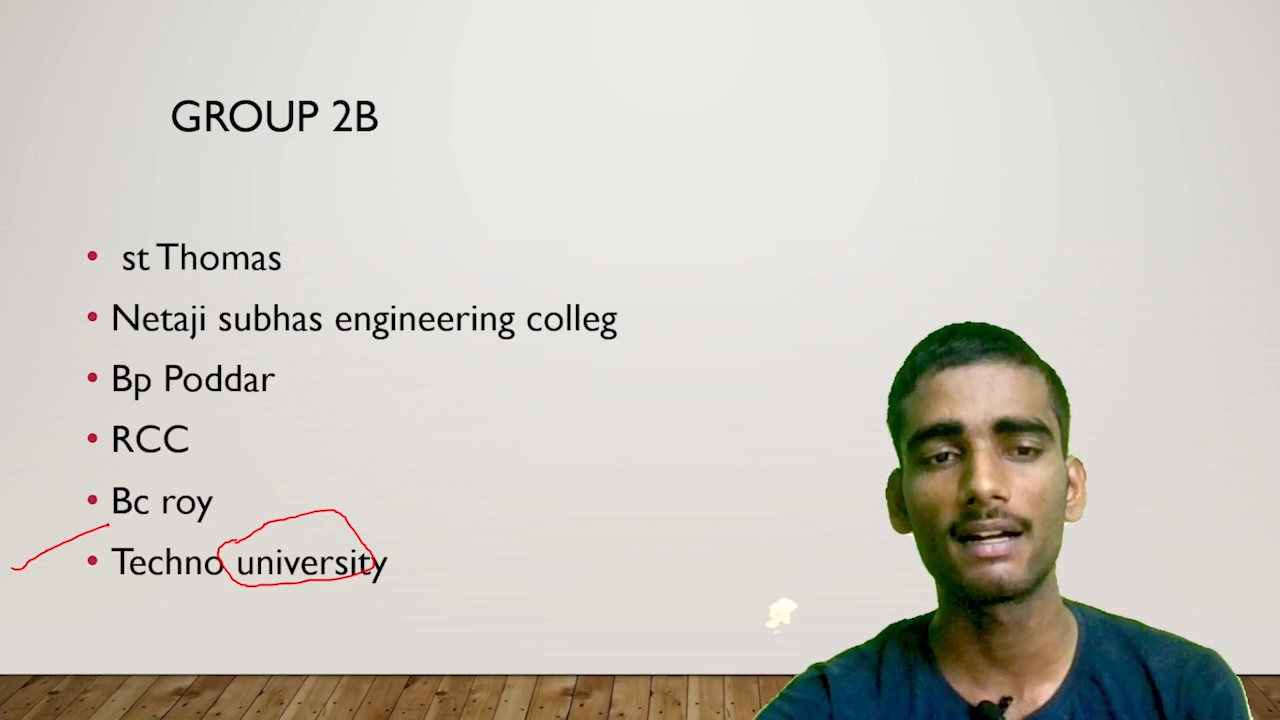 GROUP 2B
st Thomas
Netaji subhas engineering colleg
Bp Poddar
RCC
Bc roy
Techno university